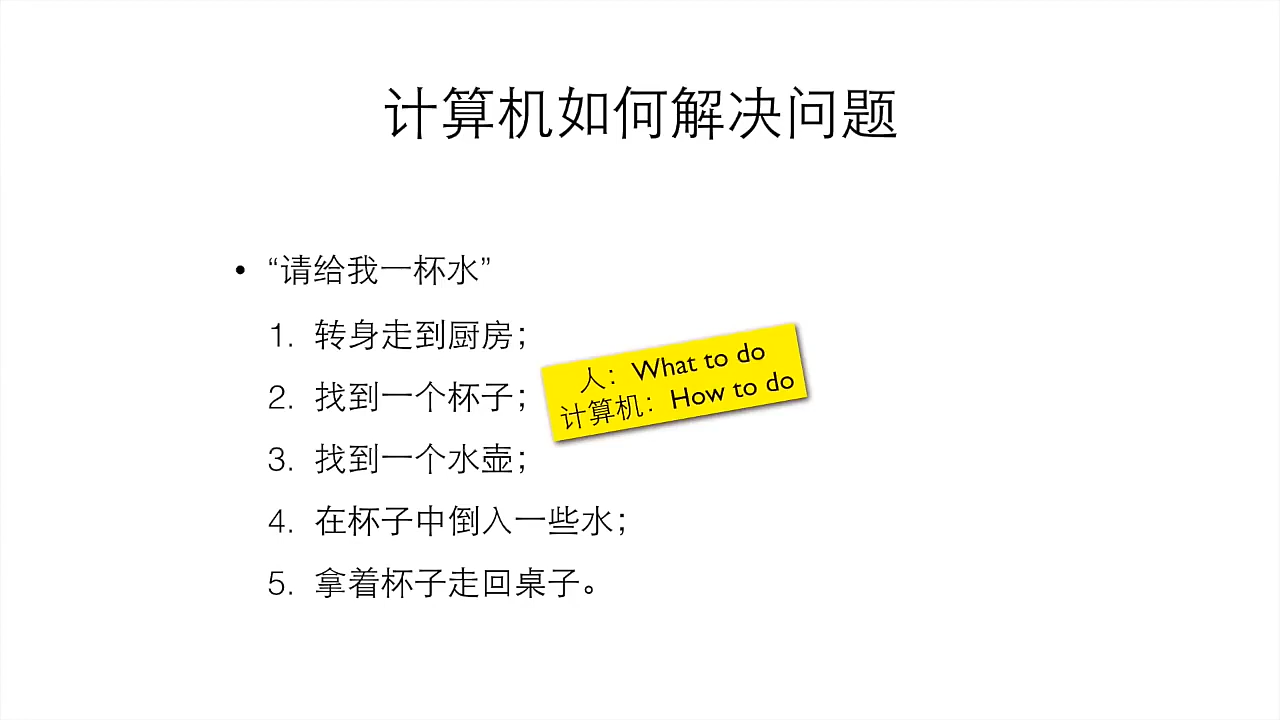 计算机如何解决问题
• “请给我一杯水”
1. 转身走到厨房；
2. 找到一个杯子；
3. 找到一个水壶；
4. 在杯子中倒入一些水；
5. 拿着杯子走回桌子。
人：What to do
计算机：How to do